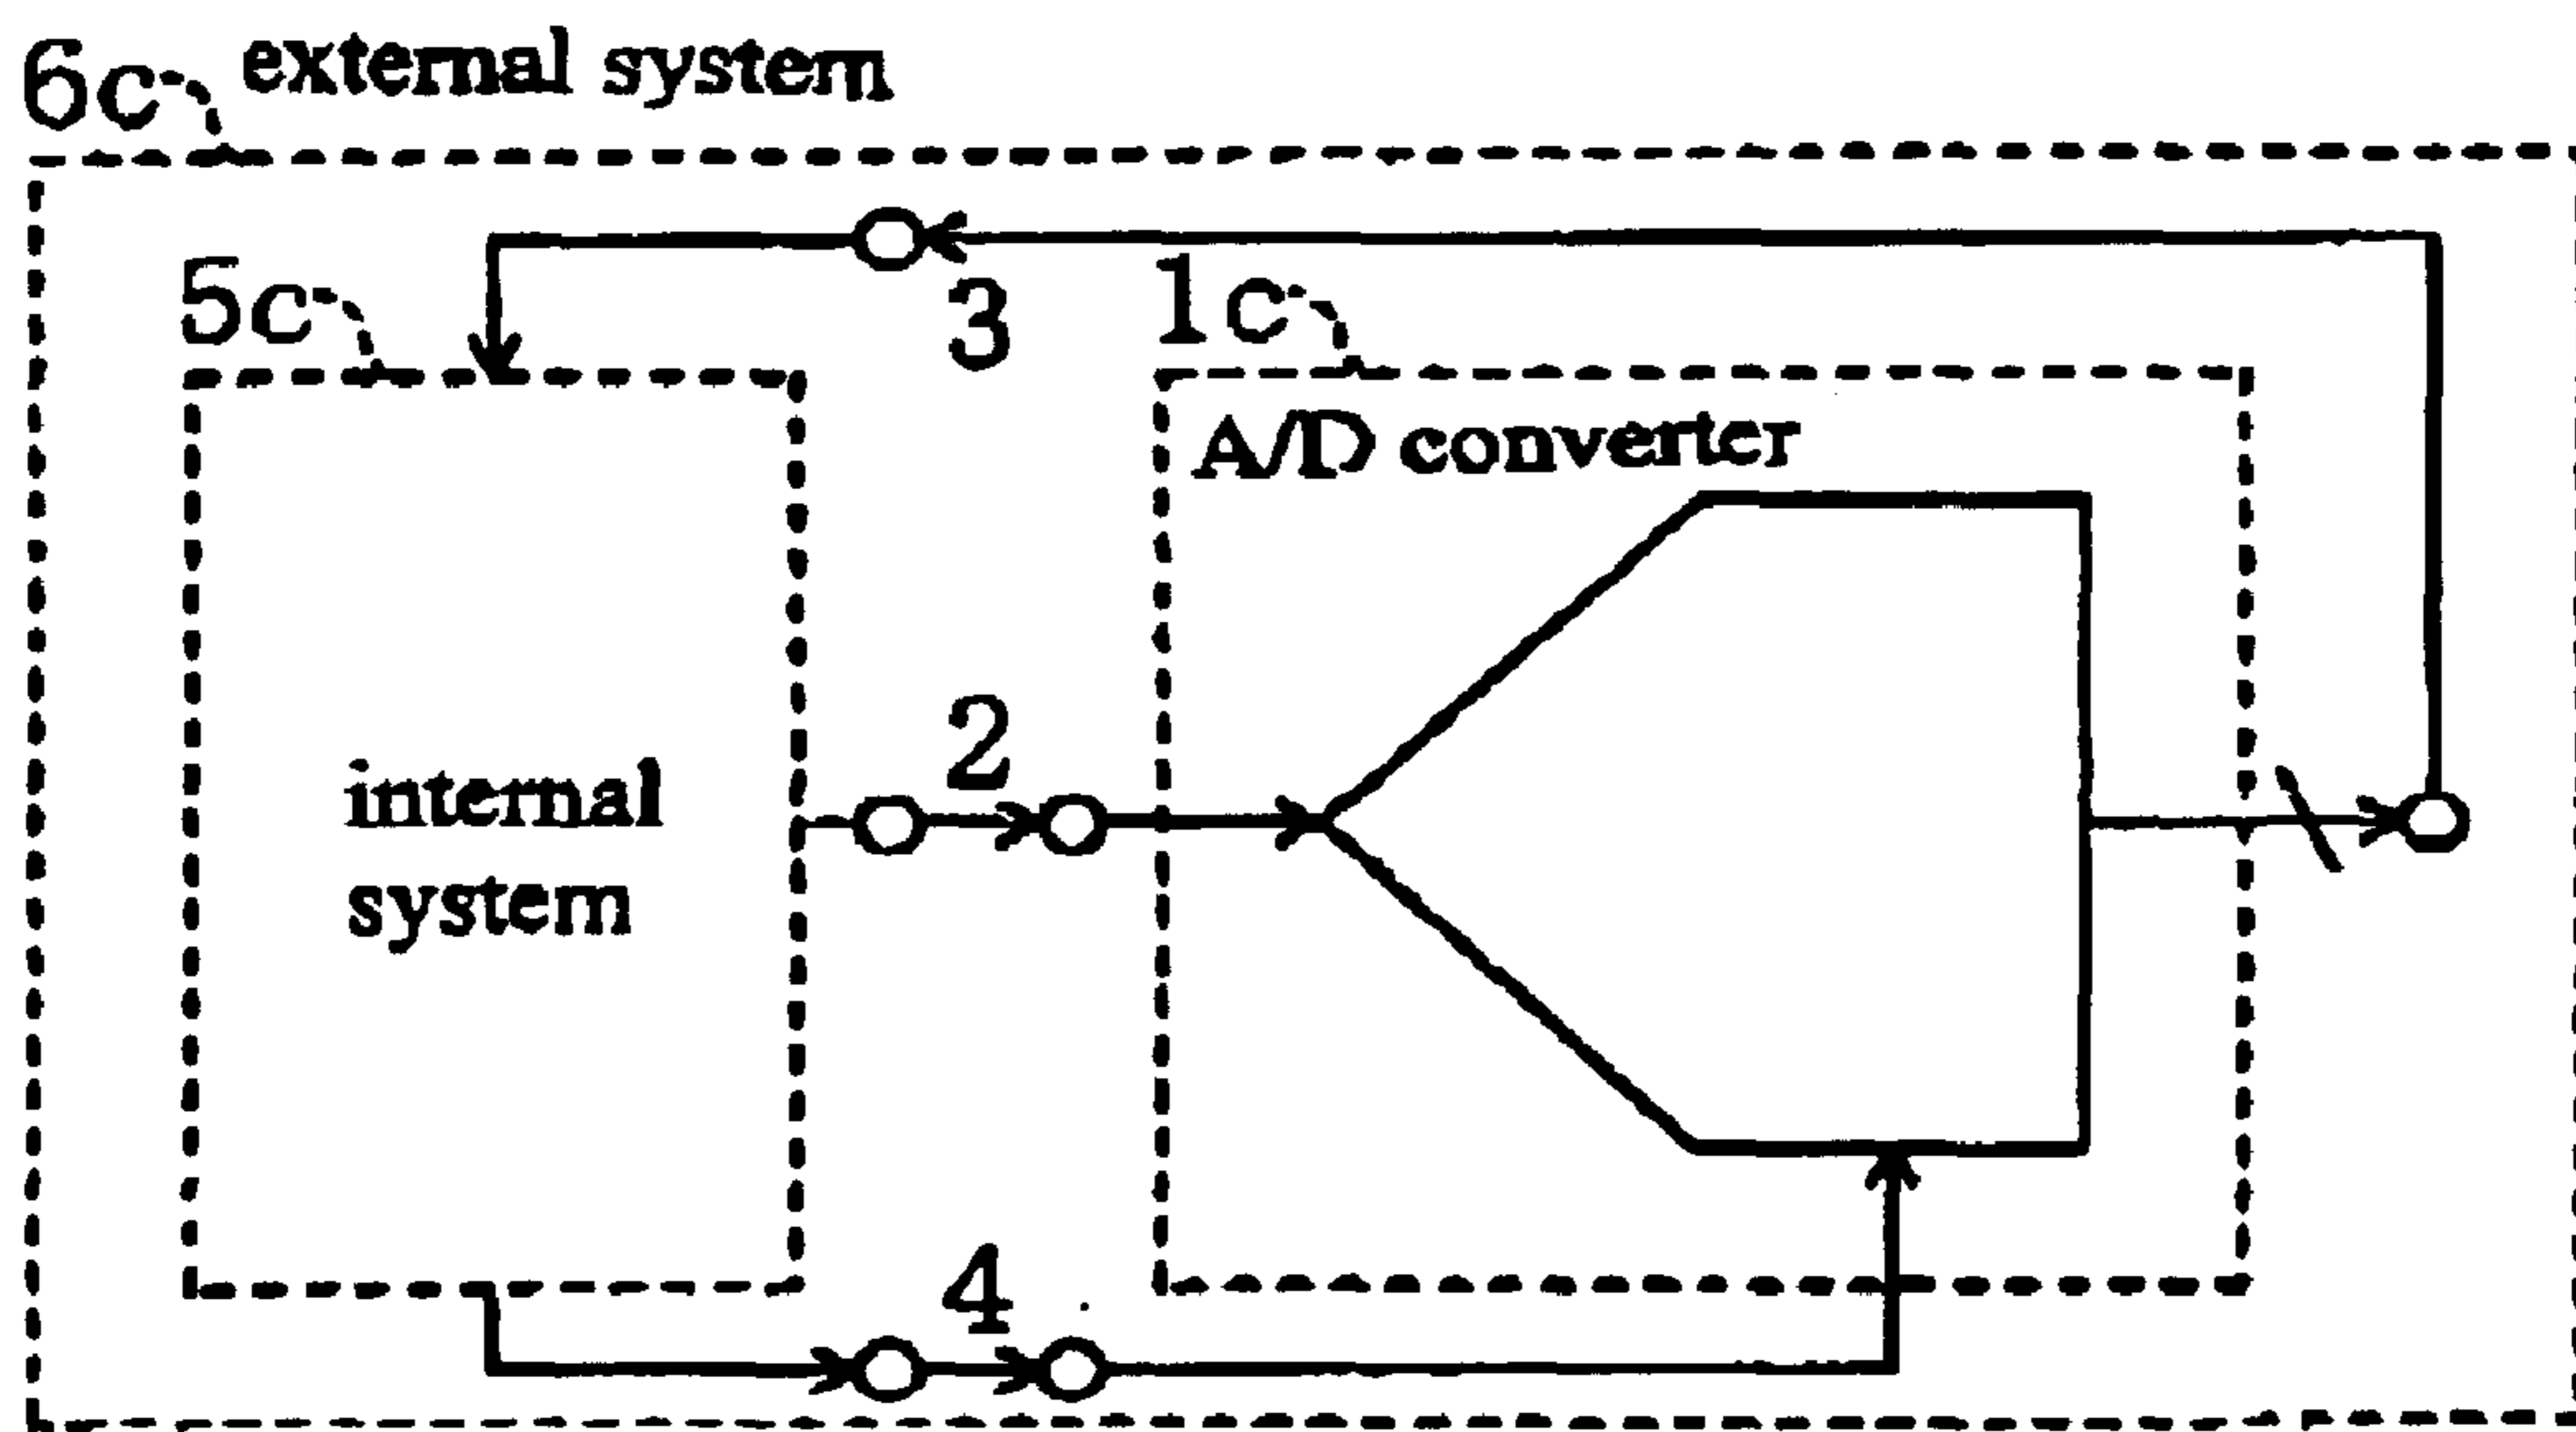 6c external system
3
5c
1c
A/D converter
2
internal
system
4